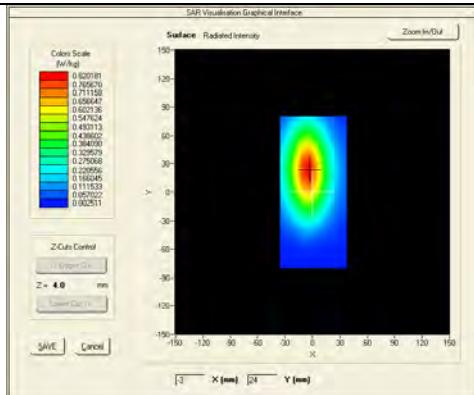 SAR Visualisation Graphical Interface
Surface Radiated Intensity
Zoom In/Out
Colors Scale
(W/kg)
0.820181
0.765670
0.711158
0.656647
0.602136
0.547624
0.493113
0.438602
0.384090
0.329579
0.275068
0.220556
0.166045
0.111533
0.057022
0.002511
Z-Cuts Control
Z = 4.0 mm
SAVE Cancel
150
120
90
60
30
0
-30
-60
-90
-120
-150
Y
-150 -120 -90 -60 -30 0 30 60 90 120 150
X
-3 X (mm) 24 Y (mm)